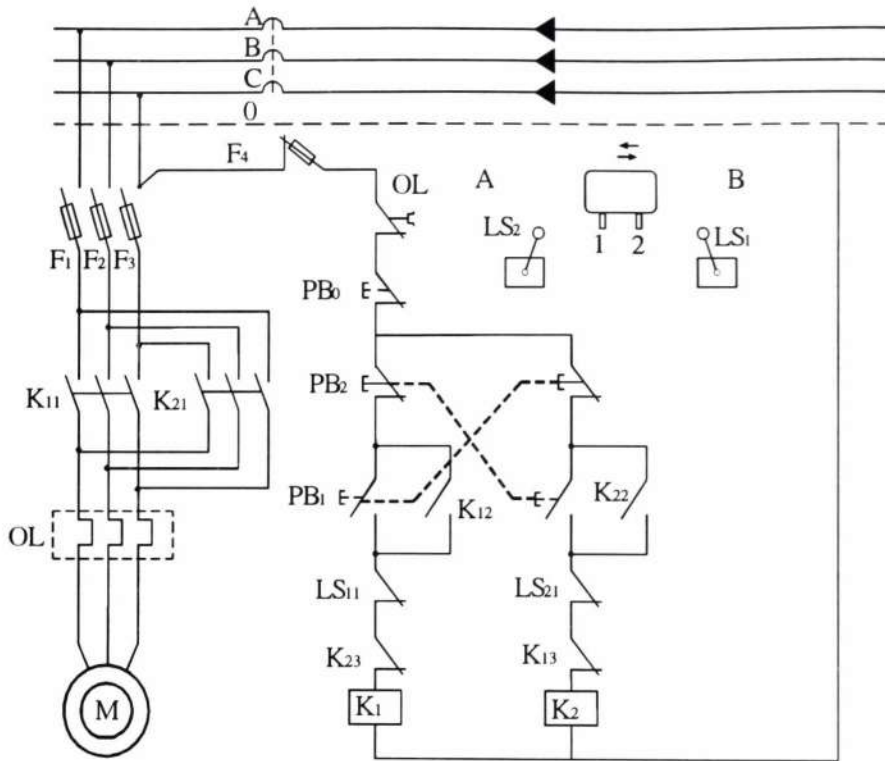 A
B
C
0
F4
OL
A
B
LS2
LS1
1 2
F1 F2 F3
PB0
K11
K21
PB2
PB1
K12
K22
OL
LS11
LS21
K23
K13
M
K1
K2